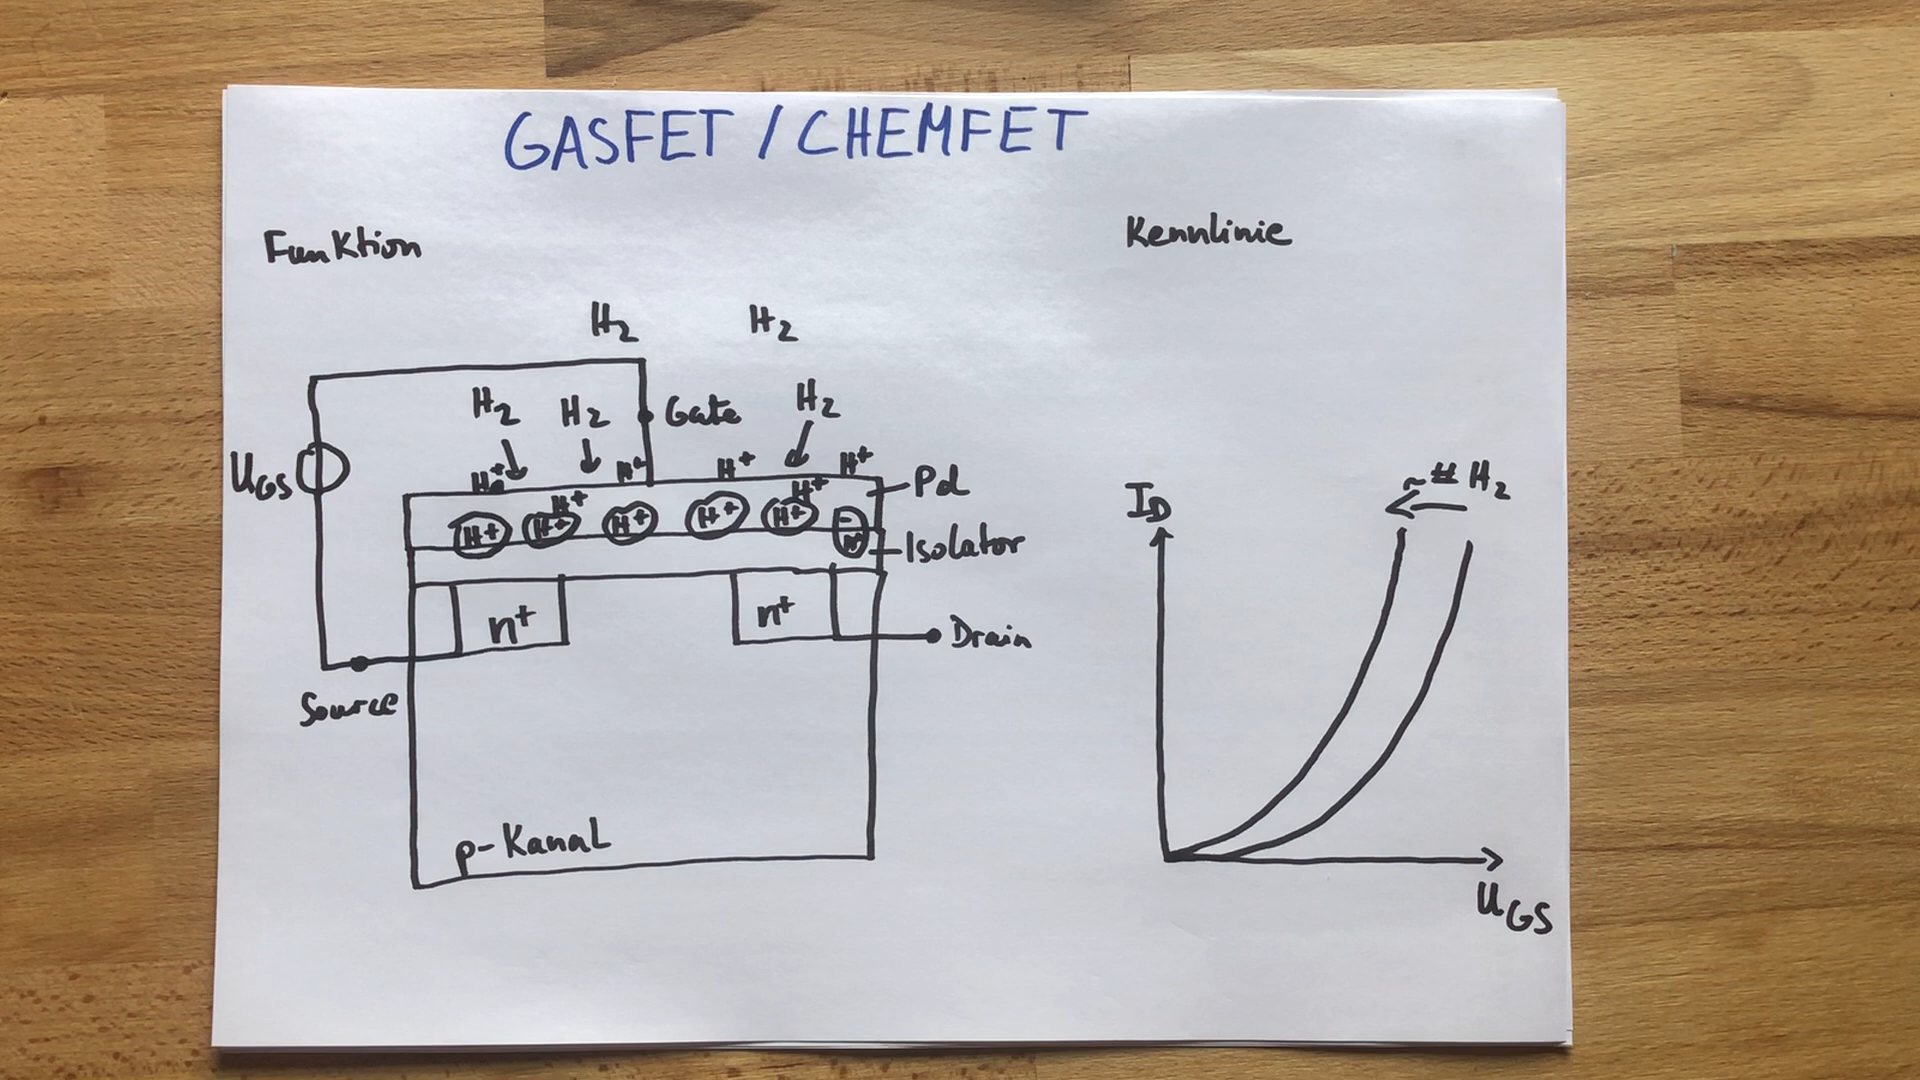 GASFET / CHEMFET
Funktion
Kennlinie
H2 H2
H2 H2 Gate H2
UGS
H+ H+ H+ H+
H+ H+ Pd
H+ H+ H+ H+ H+
Isolator
n+ n+
Drain
Source
p-Kanal
~ # H2
ID
UGS